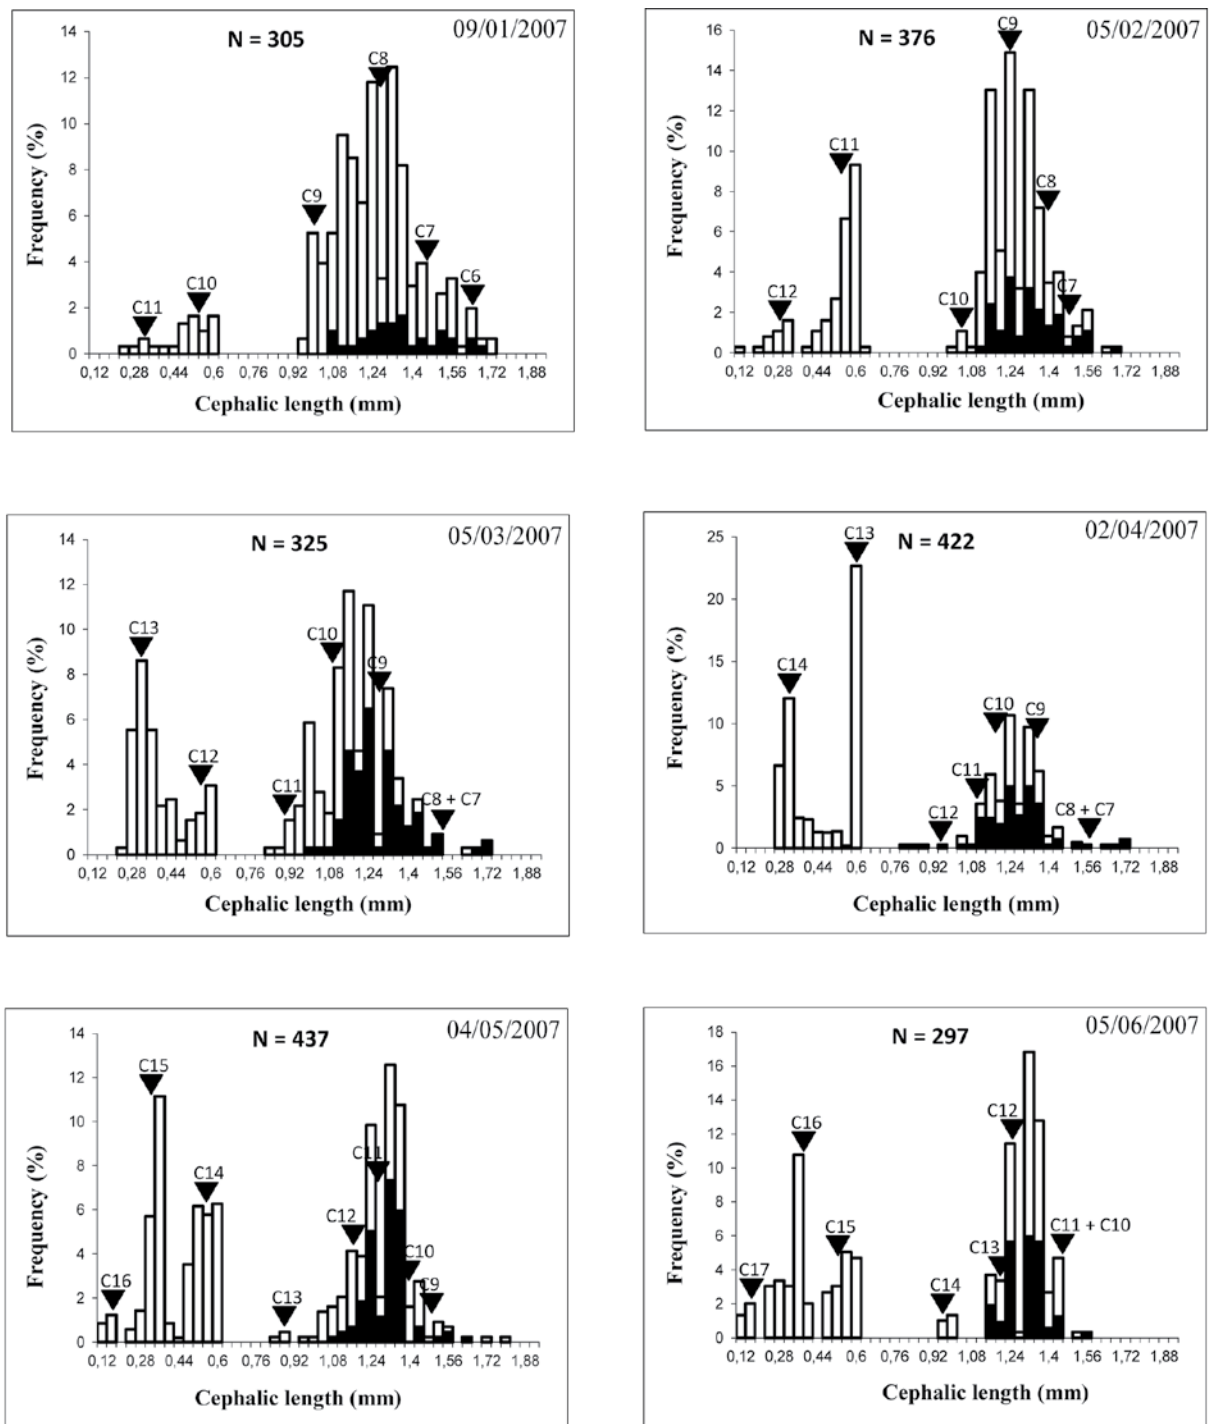 N = 305
09/01/2007
Frequency (%)
14
12
10
8
6
4
2
0
C11
C10
C9
C8
C7
C6
0,12 0,28 0,44 0,6 0,76 0,92 1,08 1,24 1,4 1,56 1,72 1,88
Cephalic length (mm)
N = 376
05/02/2007
Frequency (%)
16
14
12
10
8
6
4
2
0
C12
C11
C10
C9
C8
C7
0,12 0,28 0,44 0,6 0,76 0,92 1,08 1,24 1,4 1,56 1,72 1,88
Cephalic length (mm)
N = 325
05/03/2007
Frequency (%)
14
12
10
8
6
4
2
0
C13
C12
C11
C10
C9
C8 + C7
0,12 0,28 0,44 0,6 0,76 0,92 1,08 1,24 1,4 1,56 1,72 1,88
Cephalic length (mm)
N = 422
02/04/2007
Frequency (%)
25
20
15
10
5
0
C14
C13
C12
C11
C10
C9
C8 + C7
0,12 0,28 0,44 0,6 0,76 0,92 1,08 1,24 1,4 1,56 1,72 1,88
Cephalic length (mm)
N = 437
04/05/2007
Frequency (%)
14
12
10
8
6
4
2
0
C16
C15
C14
C13
C12
C11
C10
C9
0,12 0,28 0,44 0,6 0,76 0,92 1,08 1,24 1,4 1,56 1,72 1,88
Cephalic length (mm)
N = 297
05/06/2007
Frequency (%)
18
16
14
12
10
8
6
4
2
0
C17
C16
C15
C14
C13
C12
C11 + C10
0,12 0,28 0,44 0,6 0,76 0,92 1,08 1,24 1,4 1,56 1,72 1,88
Cephalic length (mm)